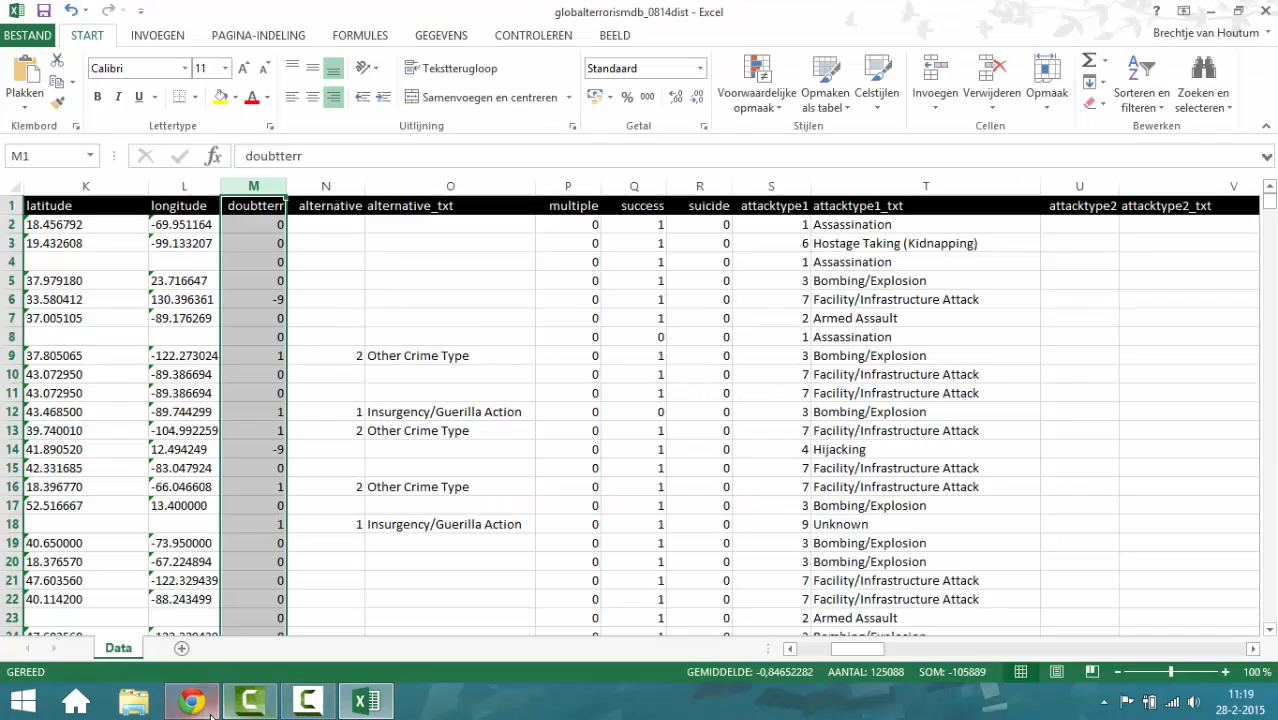 globalterrorismdb_0814dist - Excel
BESTAND START INVOEGEN PAGINA-INDELING FORMULES GEGEVENS CONTROLEREN BEELD Brechtje van Houtum
Plakken Calibri 11 B I U A Tekstterugloop Samenvoegen en centreren Standaard % 000 Voorwaardelijke opmaak Opmaken als tabel Celstijlen Invoegen Verwijderen Opmaak Sorteren en filteren Zoeken en selecteren
Klembord Lettertype Uitlijning Getal Stijlen Cellen Bewerken
M1 fx doubtterr
K L M N O P Q R S T U V
1 latitude longitude doubtterr alternative alternative_txt multiple success suicide attacktype1 attacktype1_txt attacktype2 attacktype2_txt
2 18.456792 -69.951164 0 0 1 0 1 Assassination
3 19.432608 -99.133207 0 0 1 0 6 Hostage Taking (Kidnapping)
4 0 0 1 0 1 Assassination
5 37.979180 23.716647 0 0 1 0 3 Bombing/Explosion
6 33.580412 130.396361 -9 0 1 0 7 Facility/Infrastructure Attack
7 37.005105 -89.176269 0 0 1 0 2 Armed Assault
8 0 0 0 0 1 Assassination
9 37.805065 -122.273024 1 2 Other Crime Type 0 1 0 3 Bombing/Explosion
10 43.072950 -89.386694 0 0 1 0 7 Facility/Infrastructure Attack
11 43.072950 -89.386694 0 0 1 0 7 Facility/Infrastructure Attack
12 43.468500 -89.744299 1 1 Insurgency/Guerilla Action 0 0 0 3 Bombing/Explosion
13 39.740010 -104.992259 1 2 Other Crime Type 0 1 0 7 Facility/Infrastructure Attack
14 41.890520 12.494249 -9 0 1 0 4 Hijacking
15 42.331685 -83.047924 0 0 1 0 7 Facility/Infrastructure Attack
16 18.396770 -66.046608 1 2 Other Crime Type 0 1 0 7 Facility/Infrastructure Attack
17 52.516667 13.400000 0 0 1 0 3 Bombing/Explosion
18 1 1 Insurgency/Guerilla Action 0 1 0 9 Unknown
19 40.650000 -73.950000 0 0 1 0 3 Bombing/Explosion
20 18.376570 -67.224894 0 0 1 0 3 Bombing/Explosion
21 47.603560 -122.329439 0 0 1 0 7 Facility/Infrastructure Attack
22 40.114200 -88.243499 0 0 1 0 7 Facility/Infrastructure Attack
23 0 0 1 0 2 Armed Assault
Data
GEREED GEMIDDELDE: -0,84652282 AANTAL: 125088 SOM: -105889 100 %
11:19
28-2-2015